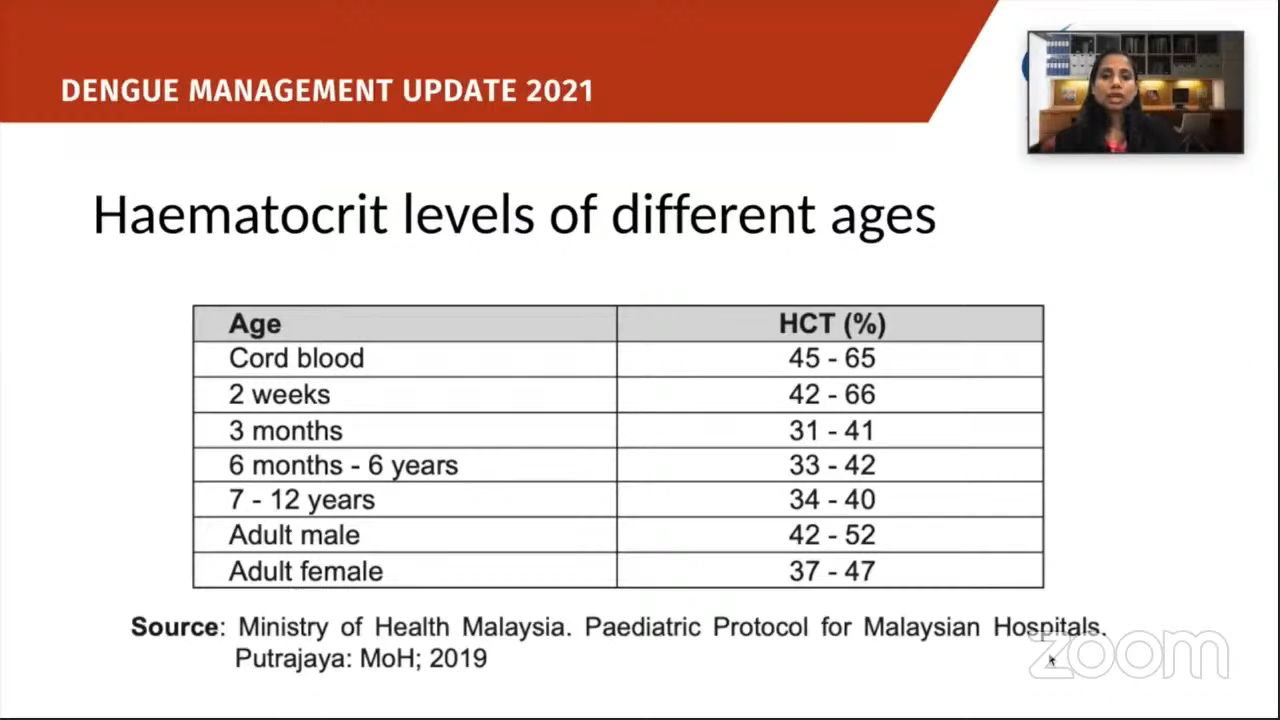 DENGUE MANAGEMENT UPDATE 2021
Haematocrit levels of different ages
Age HCT (%)
Cord blood 45 - 65
2 weeks 42 - 66
3 months 31 - 41
6 months - 6 years 33 - 42
7 - 12 years 34 - 40
Adult male 42 - 52
Adult female 37 - 47
Source: Ministry of Health Malaysia. Paediatric Protocol for Malaysian Hospitals.
Putrajaya: MoH; 2019
zoom